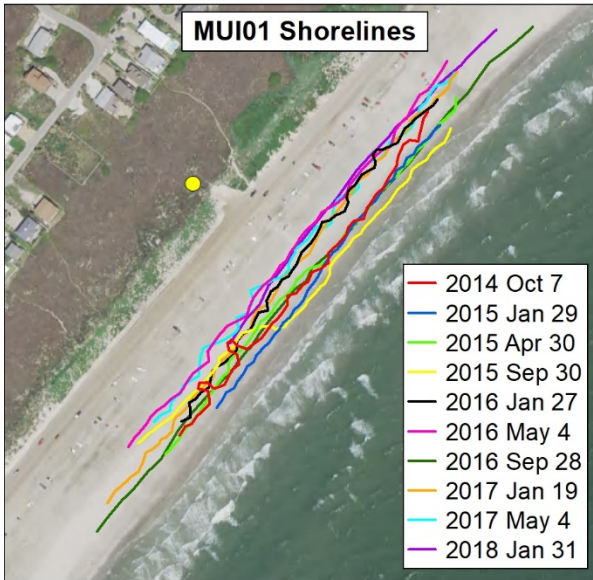 MUI01 Shorelines
2014 Oct 7
2015 Jan 29
2015 Apr 30
2015 Sep 30
2016 Jan 27
2016 May 4
2016 Sep 28
2017 Jan 19
2017 May 4
2018 Jan 31